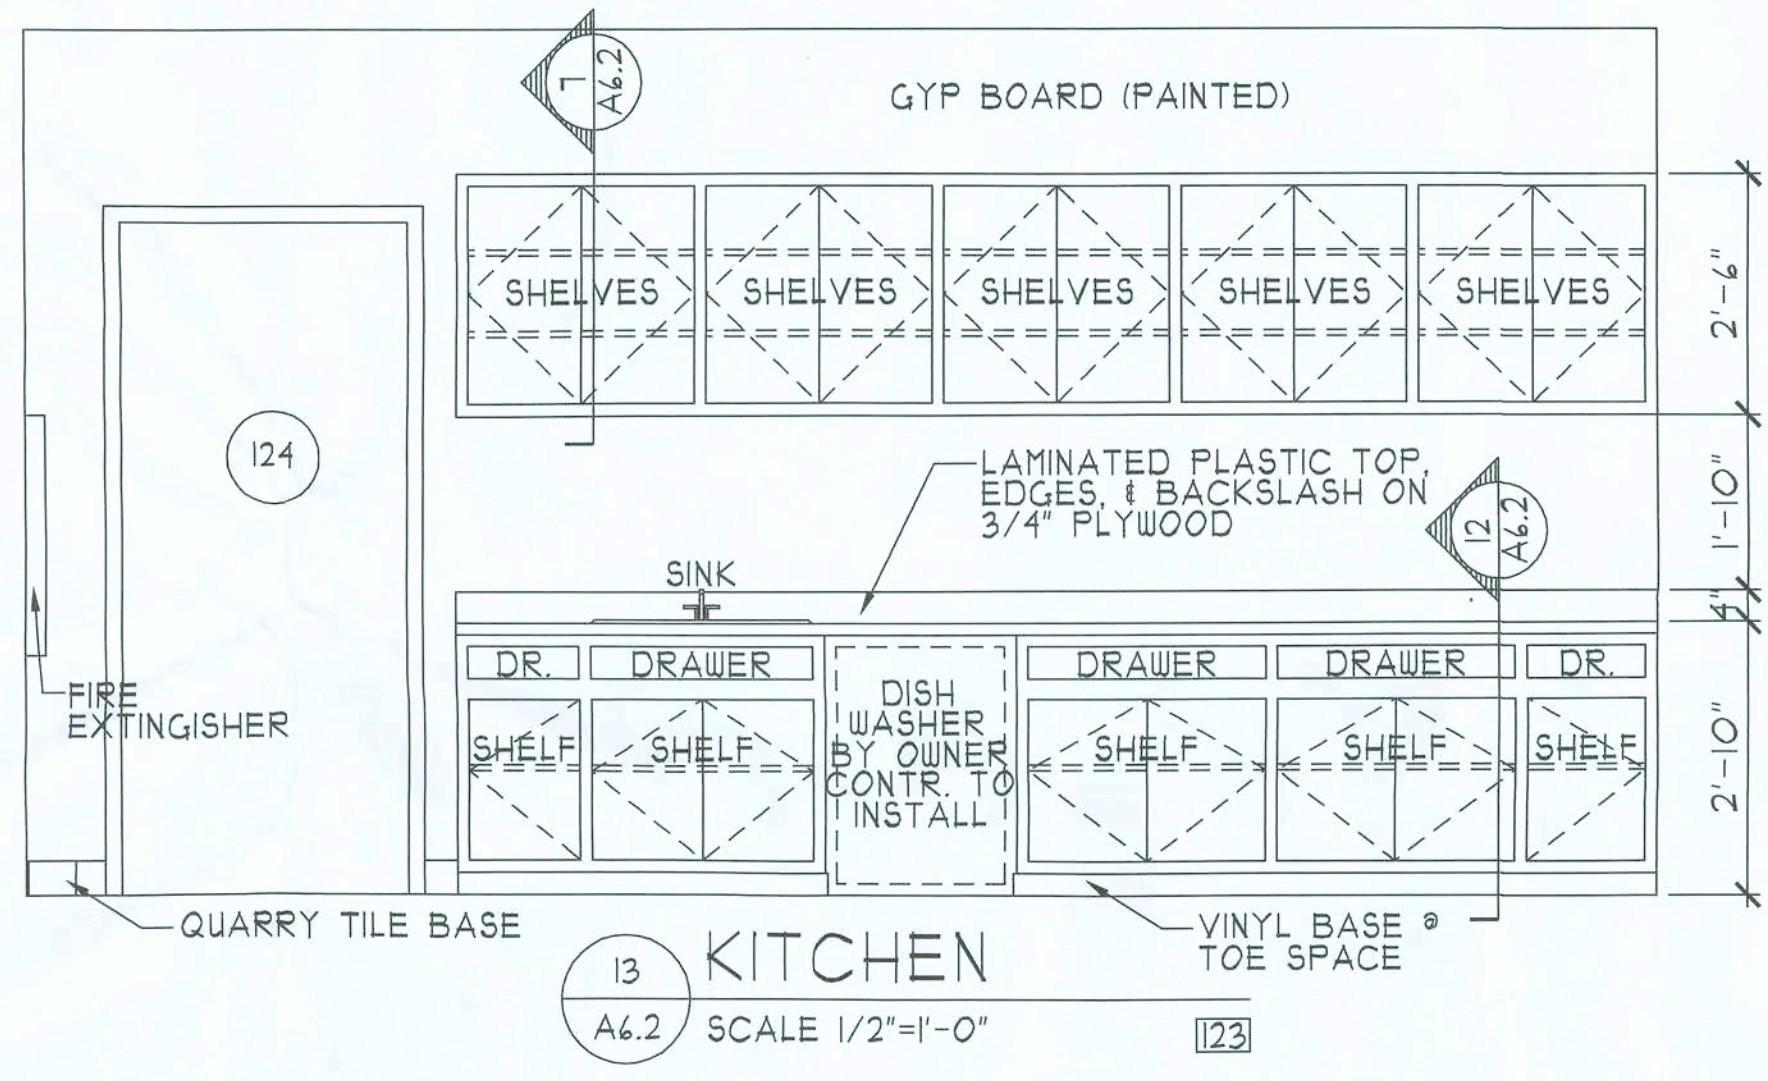 7
A6.2
GYP BOARD (PAINTED)
SHELVES
SHELVES
SHELVES
SHELVES
SHELVES
2'-6"
124
LAMINATED PLASTIC TOP,
EDGES, & BACKSLASH ON
3/4" PLYWOOD
12
A6.2
1'-10"
SINK
4"
DR.
DRAWER
DRAWER
DRAWER
DR.
FIRE
EXTINGISHER
SHELF
SHELF
DISH
WASHER
BY OWNER
CONTR. TO
INSTALL
SHELF
SHELF
SHELF
2'-10"
QUARRY TILE BASE
VINYL BASE @
TOE SPACE
13
A6.2
KITCHEN
SCALE 1/2"=1'-0"
123